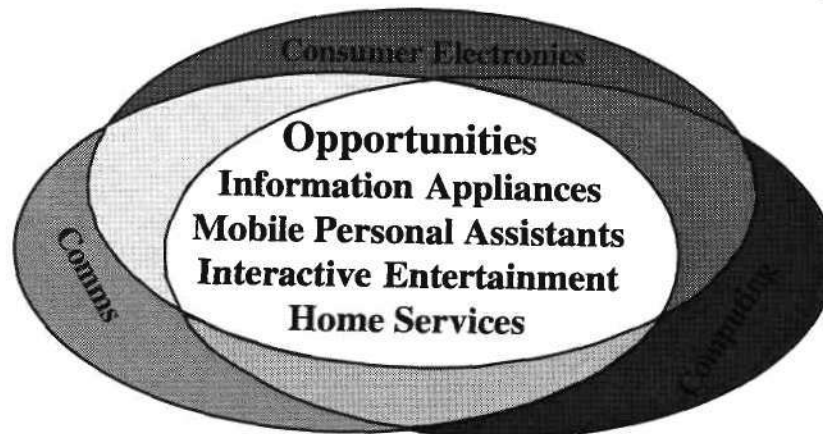 Consumer Electronics
Opportunities
Information Appliances
Mobile Personal Assistants
Interactive Entertainment
Home Services
Comms
Computing